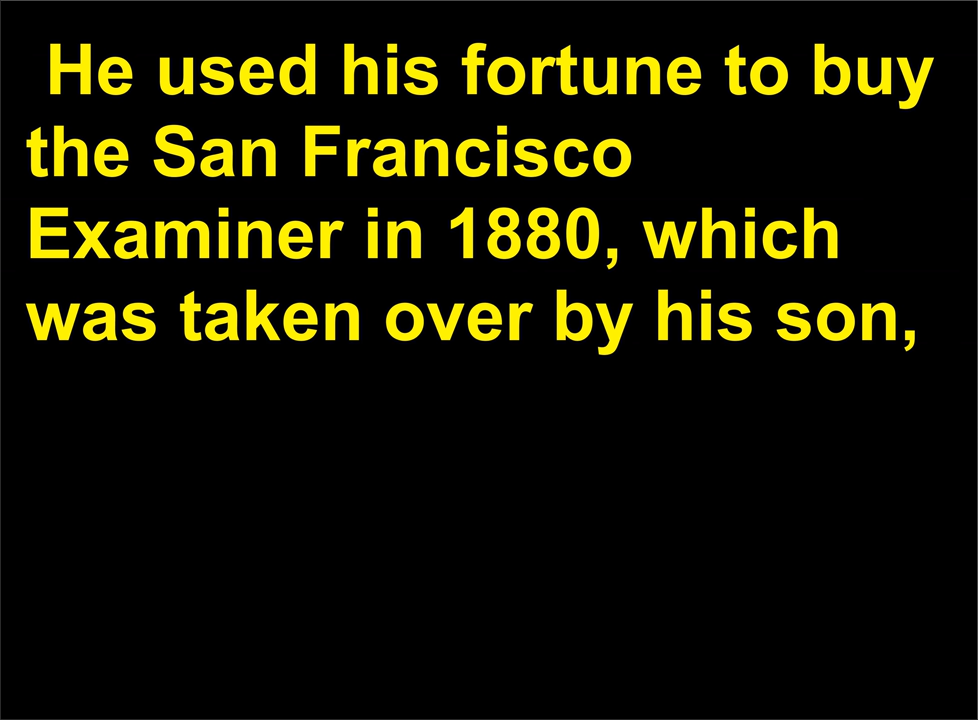 He used his fortune to buy
the San Francisco
Examiner in 1880, which
was taken over by his son,